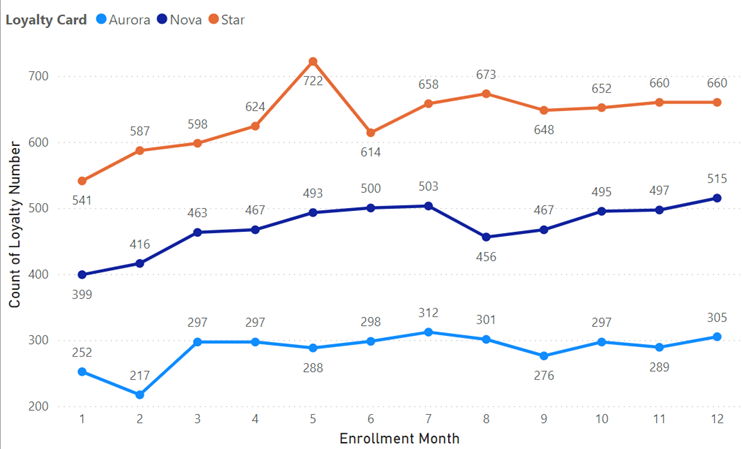 Loyalty Card Aurora Nova Star
700
600
500
400
300
200
Count of Loyalty Number
541 587 598 624 722 614 658 673 648 652 660 660
399 416 463 467 493 500 503 456 467 495 497 515
252 217 297 297 288 298 312 301 276 297 289 305
1 2 3 4 5 6 7 8 9 10 11 12
Enrollment Month